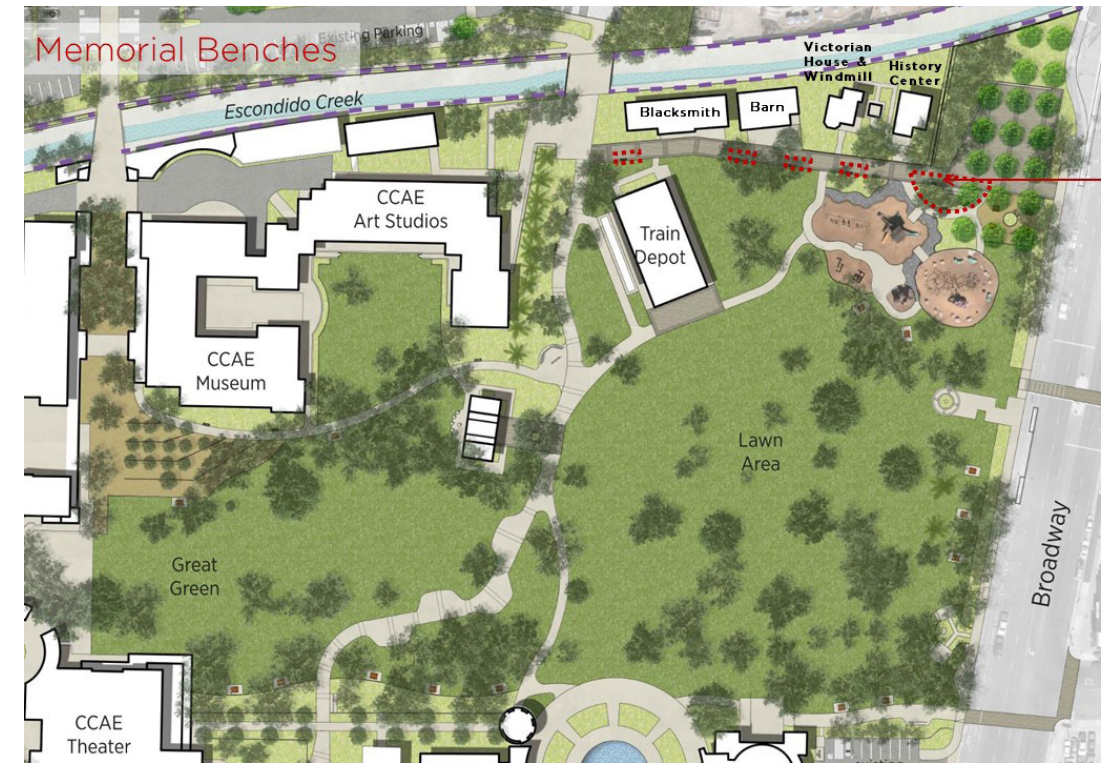 Memorial Benches
Existing Parking
Escondido Creek
Victorian
House &
Windmill
History
Center
Blacksmith
Barn
CCAE
Art Studios
Train
Depot
CCAE
Museum
Lawn
Area
Great
Green
Broadway
CCAE
Theater